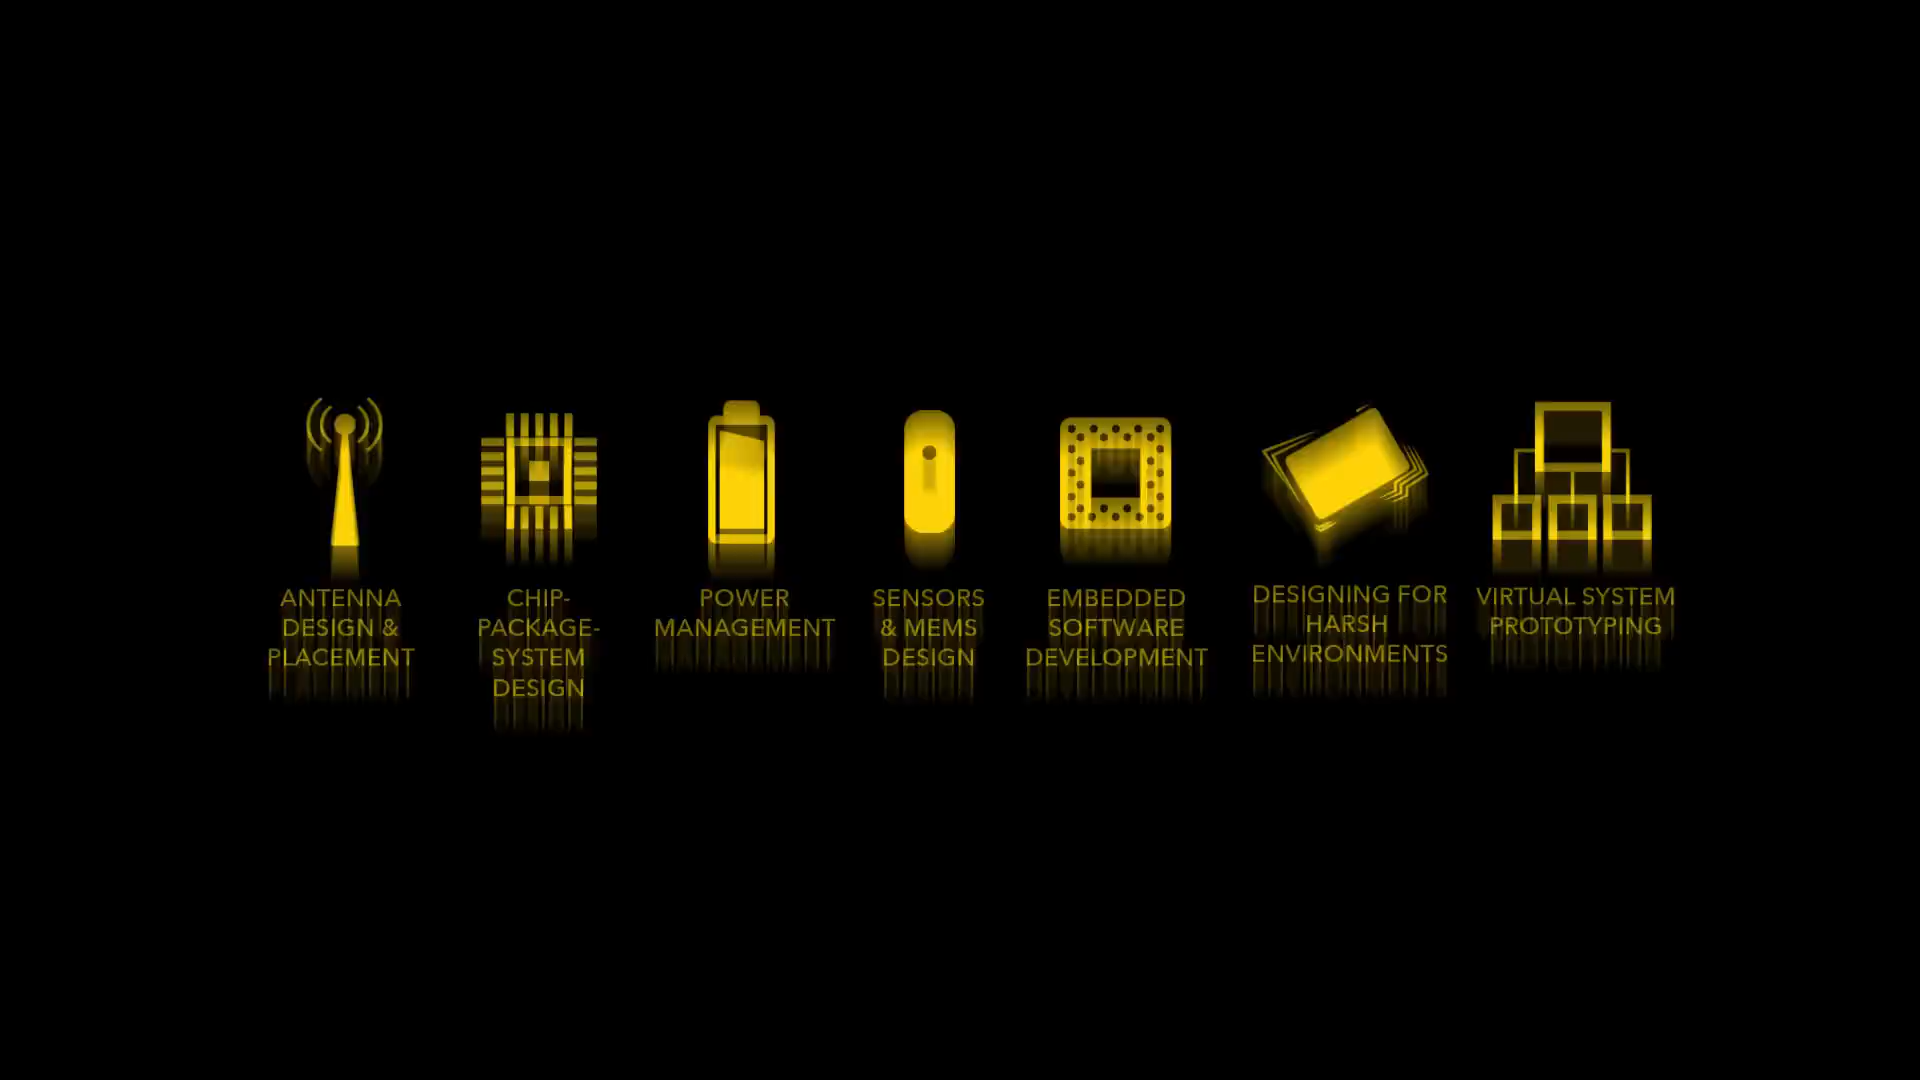 ANTENNA
DESIGN &
PLACEMENT
CHIP-
PACKAGE-
SYSTEM
DESIGN
POWER
MANAGEMENT
SENSORS
& MEMS
DESIGN
EMBEDDED
SOFTWARE
DEVELOPMENT
DESIGNING FOR
HARSH
ENVIRONMENTS
VIRTUAL SYSTEM
PROTOTYPING